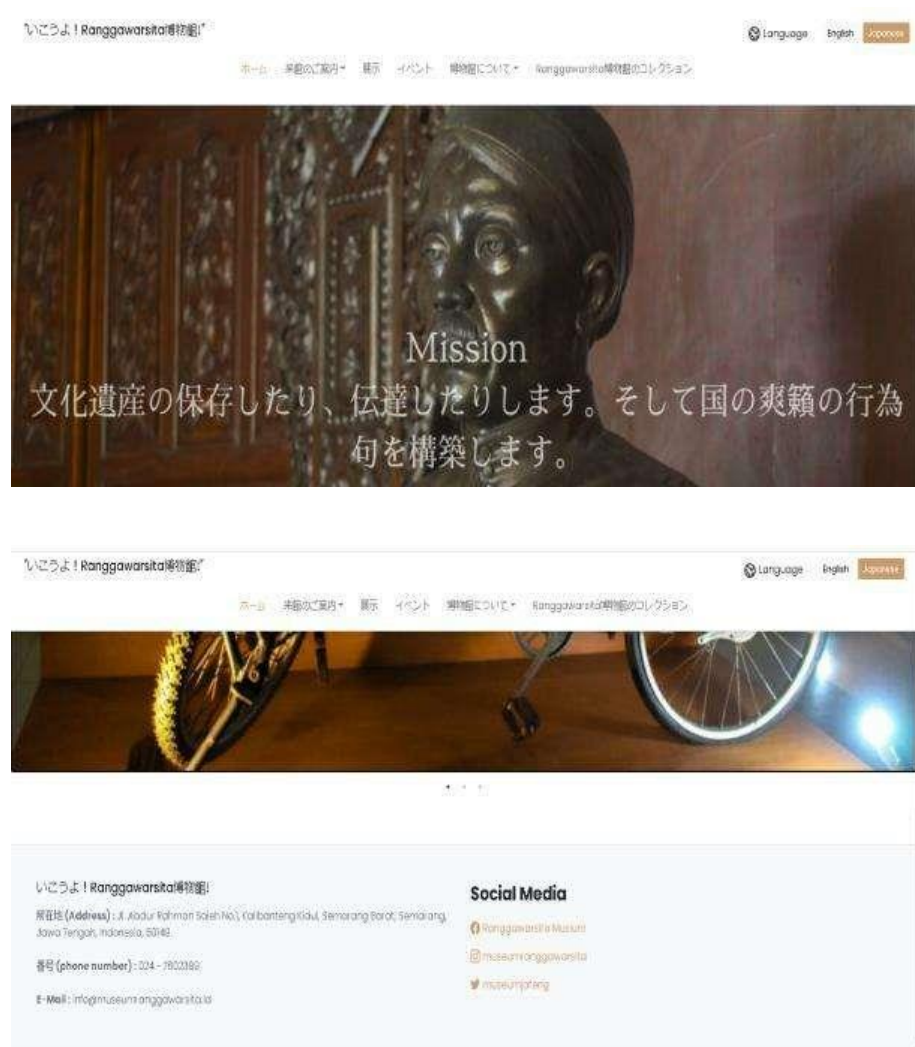 "いこうよ！Ranggawarsita博物館!"
Language English Japanese
ホーム 来館のご案内 展示 イベント 博物館について Ranggawarsita博物館のコレクション
Mission
文化遺産の保存したり、伝達したりします。そして国の爽籟の行為
句を構築します。
"いこうよ！Ranggawarsita博物館!"
Language English Japanese
ホーム 来館のご案内 展示 イベント 博物館について Ranggawarsita博物館のコレクション
いこうよ！Ranggawarsita博物館!
Social Media
所在地 (Address) : Jl. Abdur Rahman Saleh No.1, Kalibanteng Kidul, Semarang Barat, Semarang,
Jawa Tengah, Indonesia, 50149.
番号 (phone number) : 024 - 7602389
E-Mail : info@museumranggawarsita.id
Ranggawarsita Museum
museumranggawarsita
museumjateng